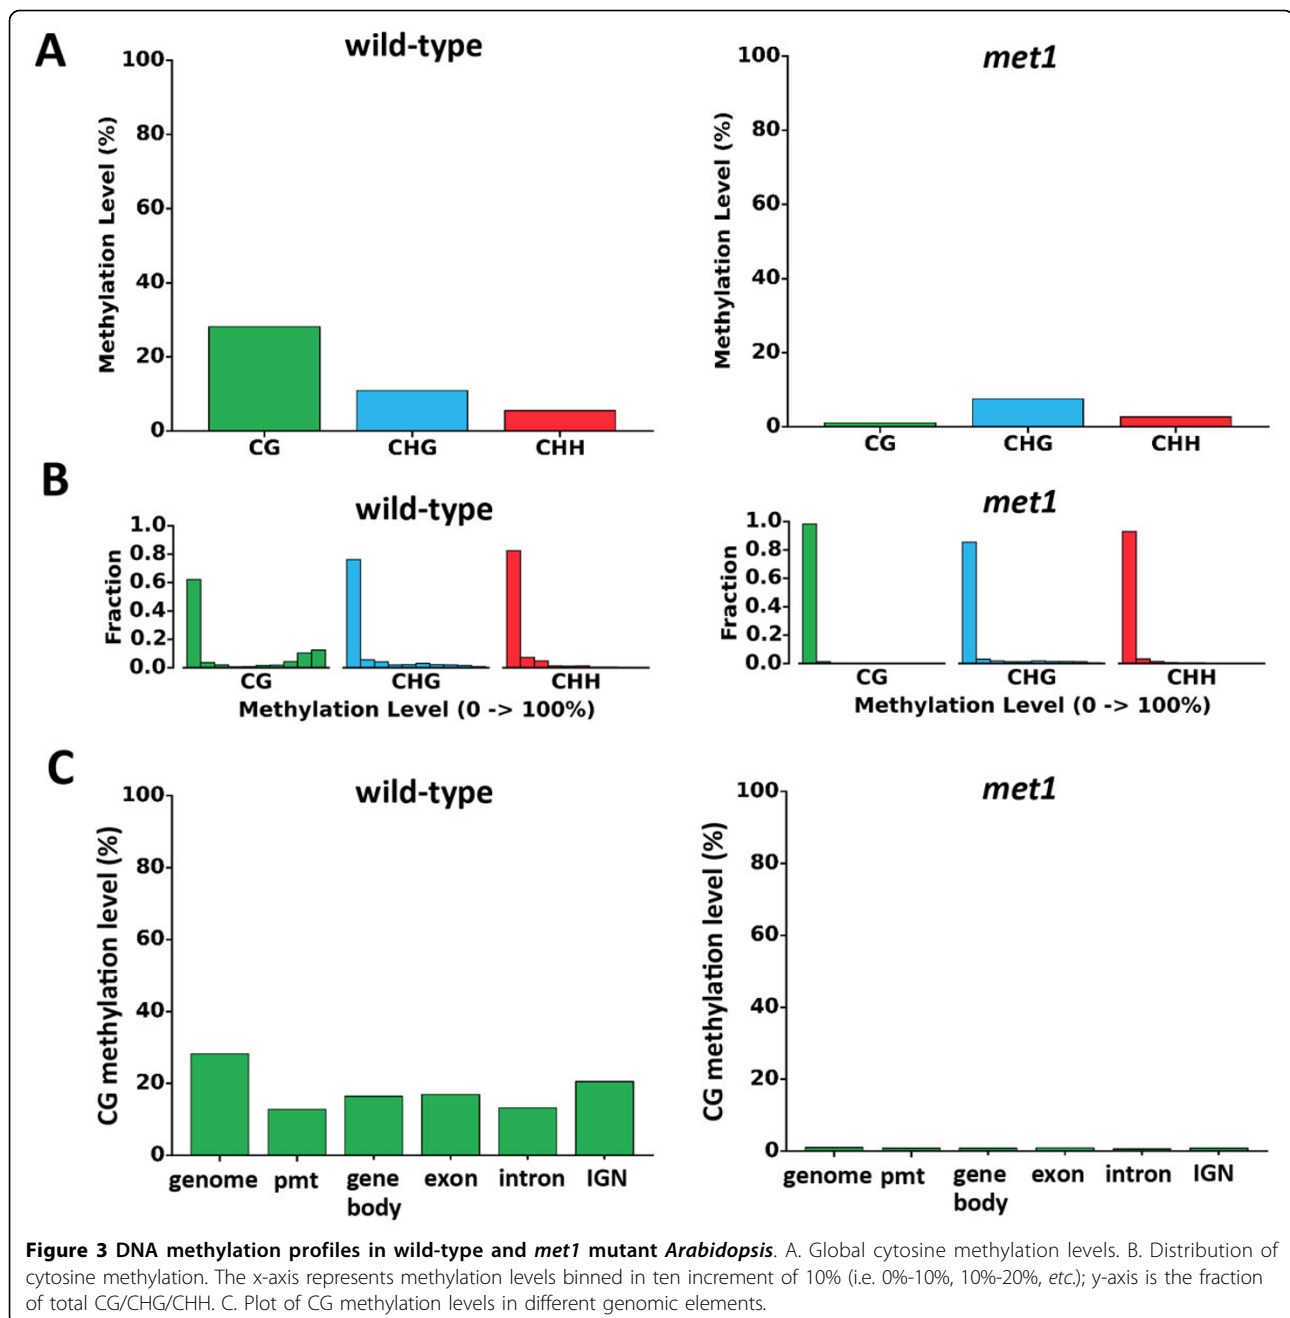 A
wild-type
met1
Methylation Level (%)
100
80
60
40
20
0
CG
CHG
CHH
Methylation Level (%)
100
80
60
40
20
0
CG
CHG
CHH
B
wild-type
met1
Fraction
1.0
0.8
0.6
0.4
0.2
0.0
CG
CHG
CHH
Methylation Level (0 -> 100%)
Fraction
1.0
0.8
0.6
0.4
0.2
0.0
CG
CHG
CHH
Methylation Level (0 -> 100%)
C
wild-type
met1
CG methylation level (%)
100
80
60
40
20
0
genome
pmt
gene
body
exon
intron
IGN
CG methylation level (%)
100
80
60
40
20
0
genome
pmt
gene
body
exon
intron
IGN
Figure 3 DNA methylation profiles in wild-type and met1 mutant Arabidopsis. A. Global cytosine methylation levels. B. Distribution of
cytosine methylation. The x-axis represents methylation levels binned in ten increment of 10% (i.e. 0%-10%, 10%-20%, etc.); y-axis is the fraction
of total CG/CHG/CHH. C. Plot of CG methylation levels in different genomic elements.